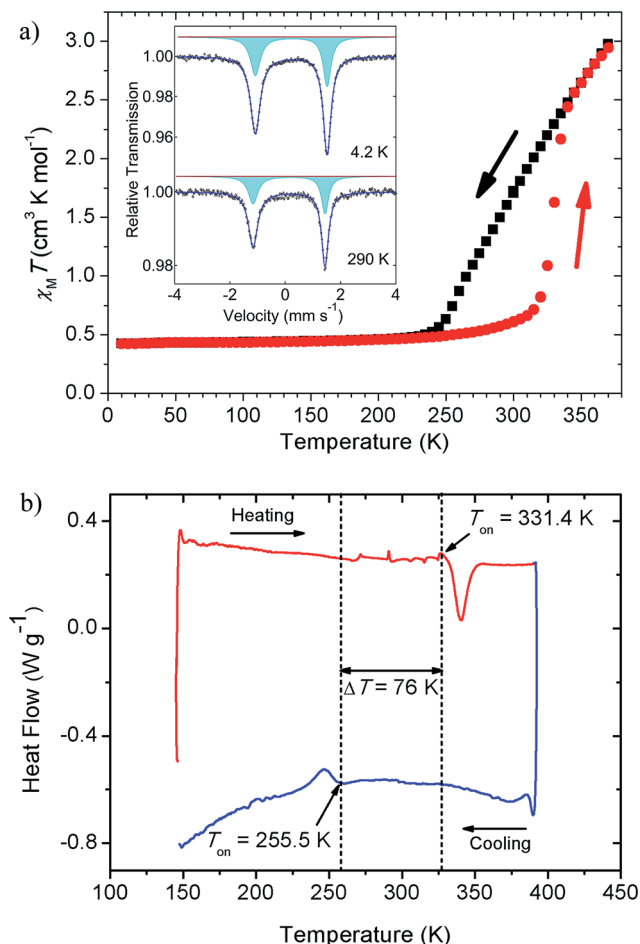 a)
3.0
2.5
2.0
1.5
1.0
0.5
0.0
χM T (cm³ K mol⁻¹)
1.00
0.98
0.96
4.2 K
1.00
0.98
290 K
Relative Transmission
-4 -2 0 2 4
Velocity (mm s⁻¹)
0 50 100 150 200 250 300 350 400
Temperature (K)
b)
0.4
0.0
-0.4
-0.8
Heat Flow (W g⁻¹)
Heating
Ton = 331.4 K
ΔT = 76 K
Ton = 255.5 K
Cooling
100 150 200 250 300 350 400 450
Temperature (K)